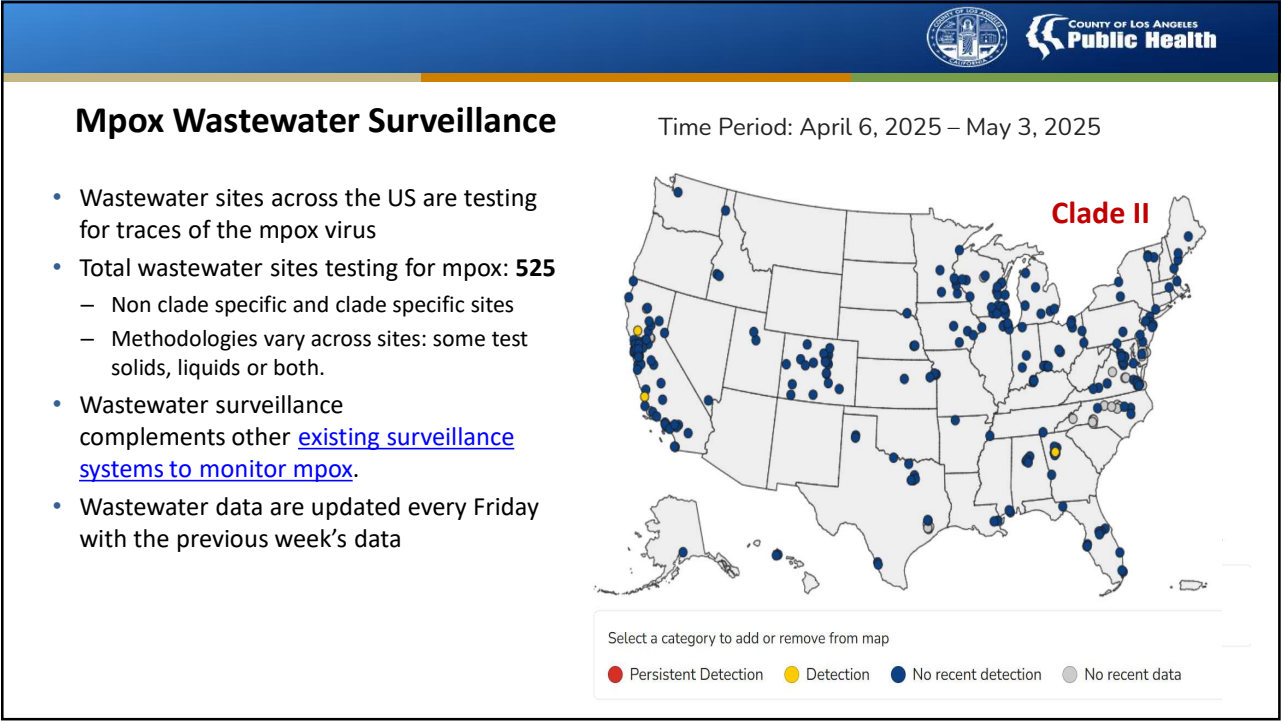 COUNTY OF LOS ANGELES
Public Health
Mpox Wastewater Surveillance
• Wastewater sites across the US are testing
for traces of the mpox virus
• Total wastewater sites testing for mpox: 525
– Non clade specific and clade specific sites
– Methodologies vary across sites: some test
solids, liquids or both.
• Wastewater surveillance
complements other existing surveillance
systems to monitor mpox.
• Wastewater data are updated every Friday
with the previous week’s data
Time Period: April 6, 2025 – May 3, 2025
Clade II
Select a category to add or remove from map
Persistent Detection Detection No recent detection No recent data